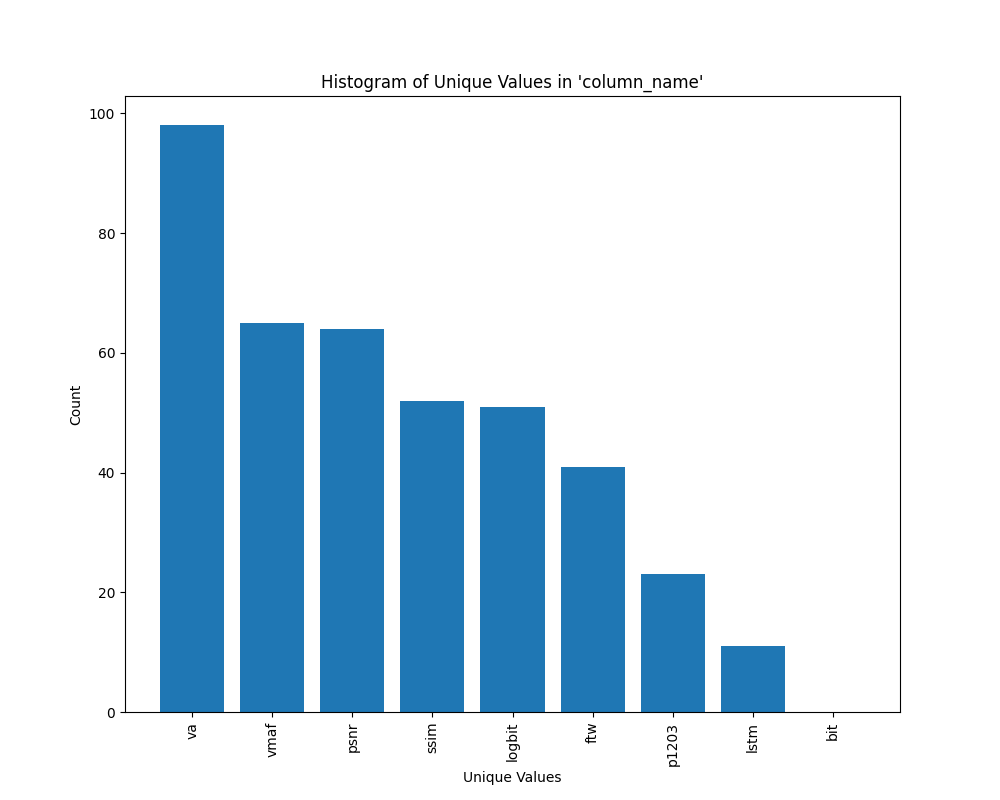 Histogram of Unique Values in 'column_name'
100
80
60
40
20
0
Count
va
vmaf
psnr
ssim
logbit
ftw
p1203
lstm
bit
Unique Values